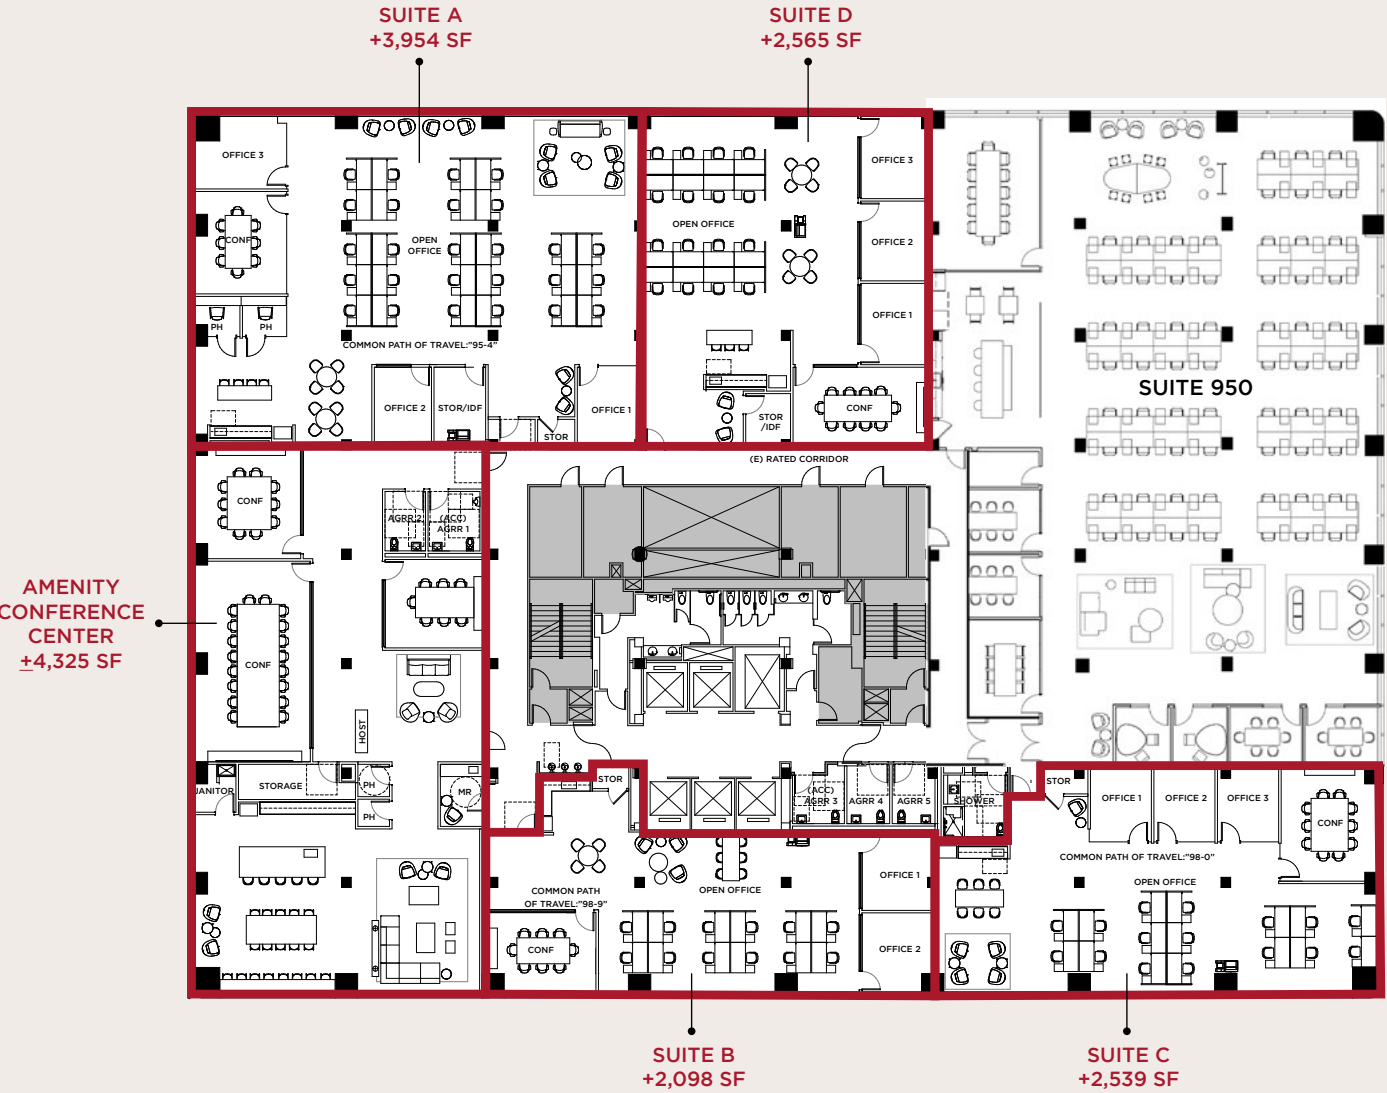 SUITE A
+3,954 SF
SUITE D
+2,565 SF
OFFICE 3
CONF
PH
PH
OPEN
OFFICE
COMMON PATH OF TRAVEL:"95-4"
OFFICE 2
STOR/IDF
STOR
OFFICE 1
OPEN OFFICE
OFFICE 3
OFFICE 2
OFFICE 1
STOR
/IDF
CONF
SUITE 950
(E) RATED CORRIDOR
AMENITY
CONFERENCE
CENTER
+4,325 SF
CONF
AGRR 2
(ACC)
AGRR 1
CONF
HOST
JANITOR
STORAGE
PH
PH
MR
STOR
(ACC)
AGRR 3
AGRR 4
AGRR 5
SHOWER
COMMON PATH
OF TRAVEL:"98-9"
OPEN OFFICE
CONF
OFFICE 1
OFFICE 2
STOR
OFFICE 1
OFFICE 2
OFFICE 3
CONF
COMMON PATH OF TRAVEL:"98-0"
OPEN OFFICE
SUITE B
+2,098 SF
SUITE C
+2,539 SF